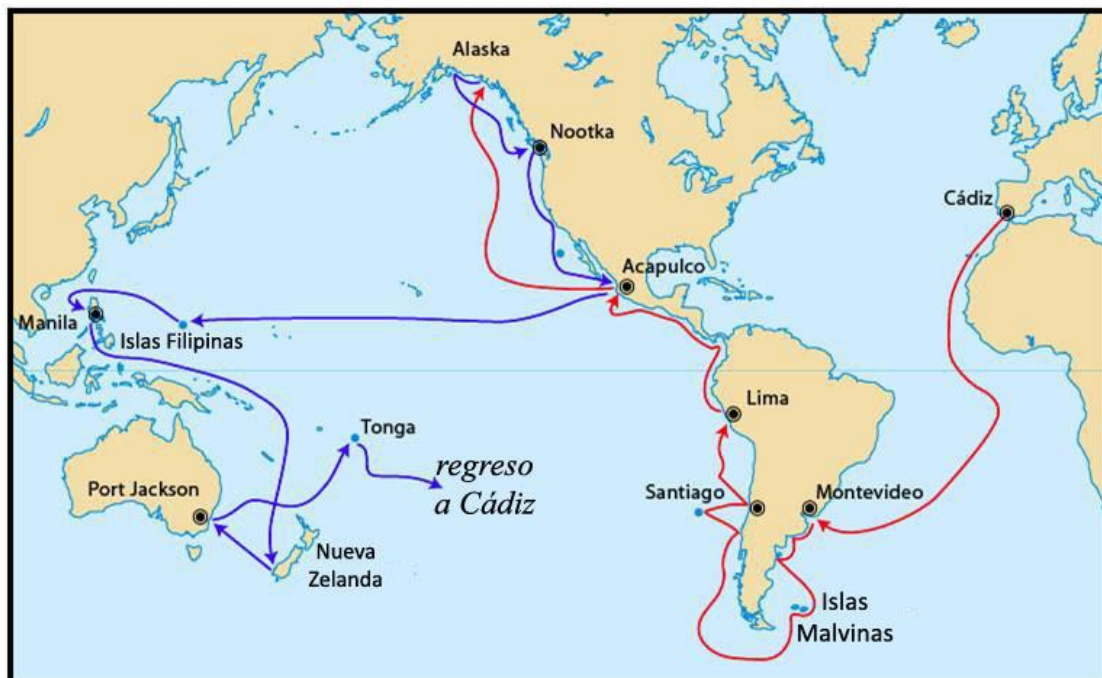 Alaska
Nootka
Cádiz
Acapulco
Manila
Islas Filipinas
Lima
Tonga
regreso
a Cádiz
Port Jackson
Santiago
Montevideo
Nueva
Zelanda
Islas
Malvinas